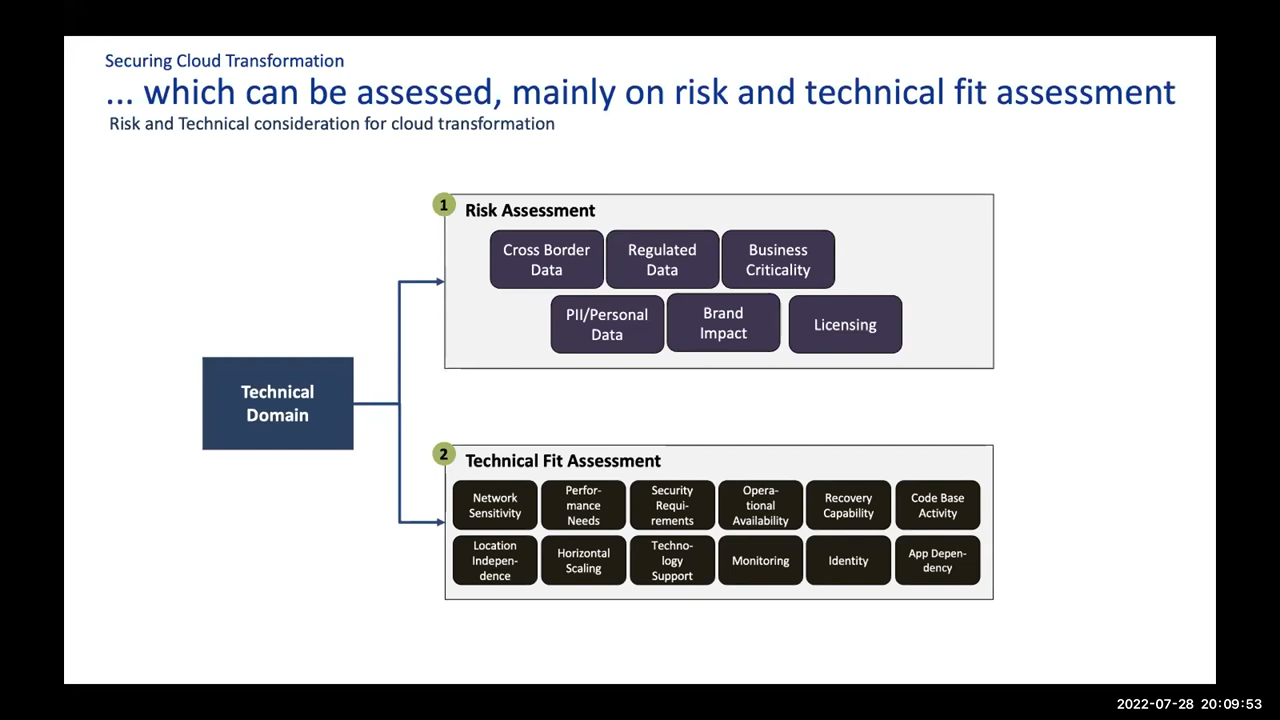 Securing Cloud Transformation
... which can be assessed, mainly on risk and technical fit assessment
Risk and Technical consideration for cloud transformation
1
Risk Assessment
Cross Border
Data
Regulated
Data
Business
Criticality
PII/Personal
Data
Brand
Impact
Licensing
Technical
Domain
2
Technical Fit Assessment
Network
Sensitivity
Perfor-
mance
Needs
Security
Requi-
rements
Opera-
tional
Availability
Recovery
Capability
Code Base
Activity
Location
Indepen-
dence
Horizontal
Scaling
Techno-
logy
Support
Monitoring
Identity
App Depen-
dency
2022-07-28 20:09:53